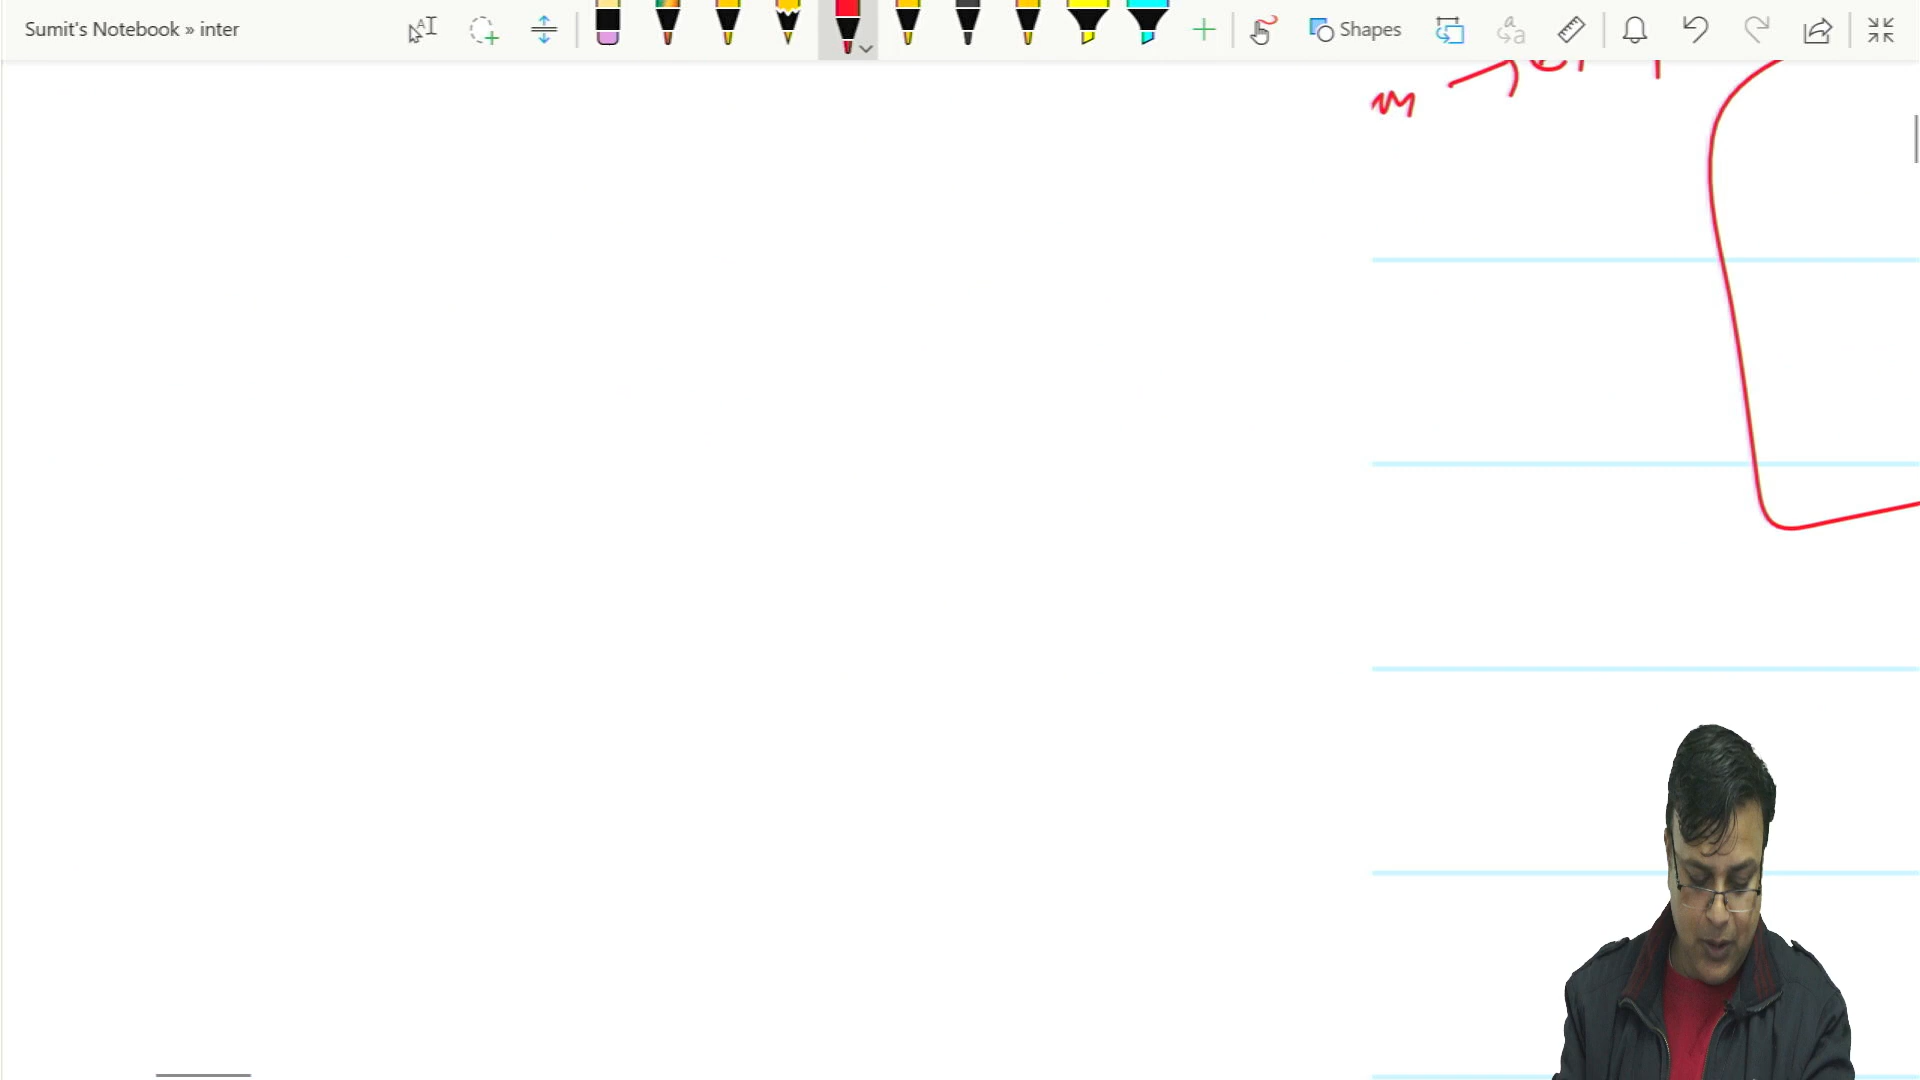 Sumit's Notebook » inter
Shapes
m →